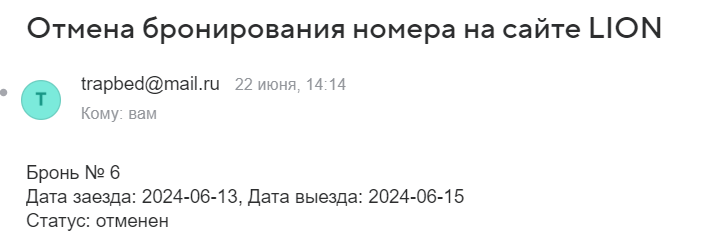 Отмена бронирования номера на сайте LION
T
trapbed@mail.ru 22 июня, 14:14
Кому: вам
Бронь № 6
Дата заезда: 2024-06-13, Дата выезда: 2024-06-15
Статус: отменен